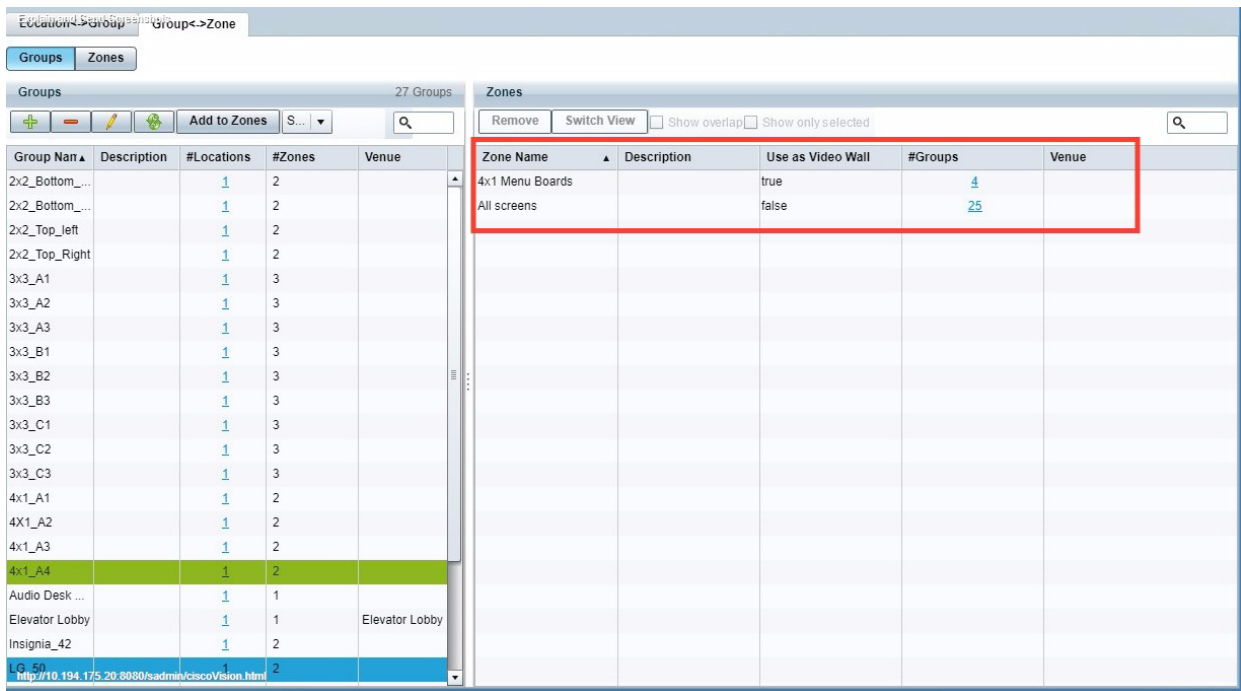 Explain and Send Screenshots
Location<->Group Group<->Zone
Groups Zones
Groups 27 Groups Zones
Add to Zones S... Remove Switch View Show overlap Show only selected
Group Nan Description #Locations #Zones Venue Zone Name Description Use as Video Wall #Groups Venue
2x2_Bottom_... 1 2 4x1 Menu Boards true 4
2x2_Bottom_... 1 2 All screens false 25
2x2_Top_left 1 2
2x2_Top_Right 1 2
3x3_A1 1 3
3x3_A2 1 3
3x3_A3 1 3
3x3_B1 1 3
3x3_B2 1 3
3x3_B3 1 3
3x3_C1 1 3
3x3_C2 1 3
3x3_C3 1 3
4x1_A1 1 2
4X1_A2 1 2
4x1_A3 1 2
4x1_A4 1 2
Audio Desk ... 1 1
Elevator Lobby 1 1 Elevator Lobby
Insignia_42 1 2
LG_50 1 2
http://10.194.175.20:8080/sadmin/ciscoVision.html